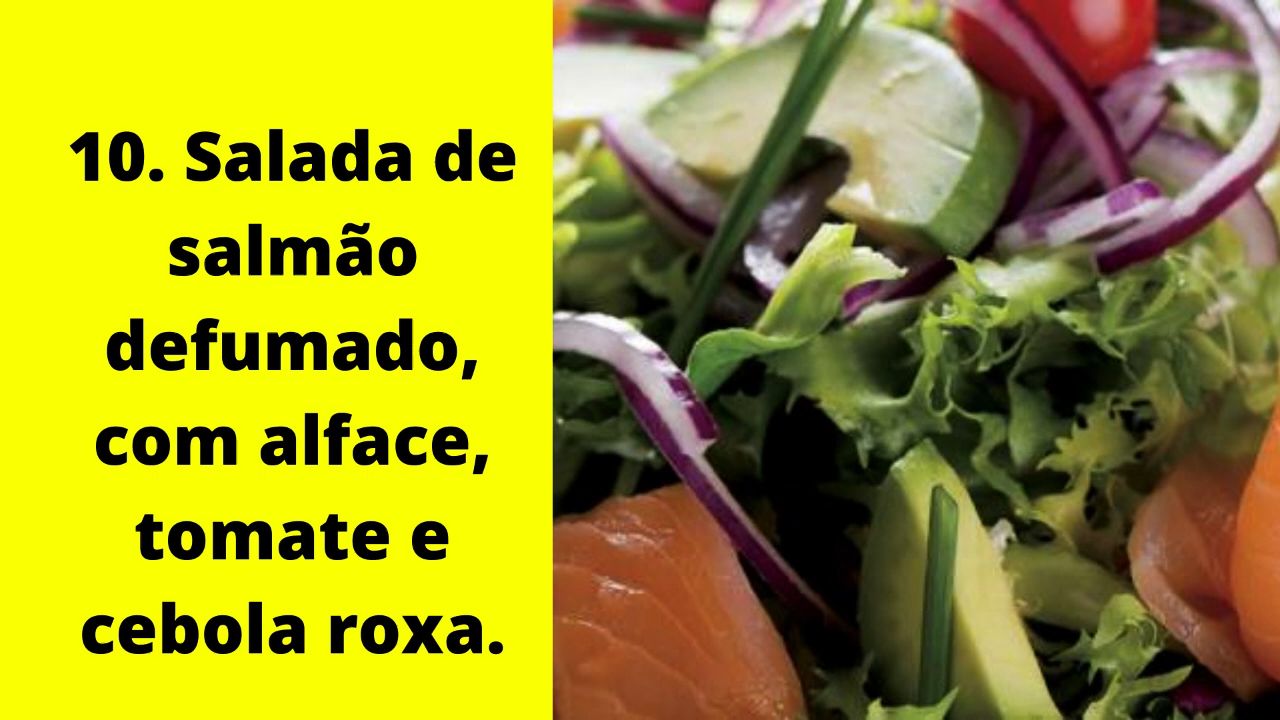 10. Salada de
salmão
defumado,
com alface,
tomate e
cebola roxa.